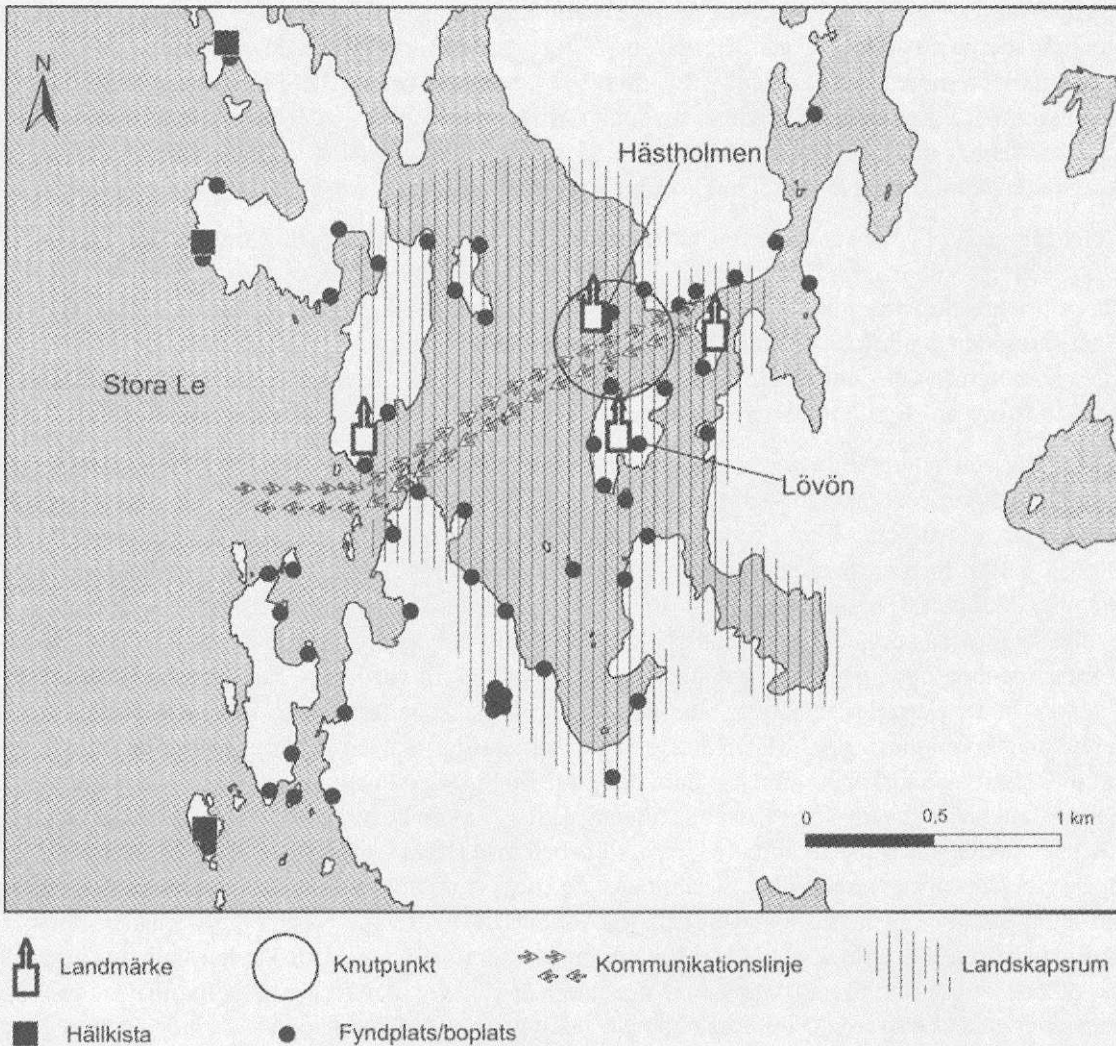 N
Hästholmen
Stora Le
Lövön
0 0,5 1 km
Landmärke Knutpunkt Kommunikationslinje Landskapsrum
Hällkista Fyndplats/boplats